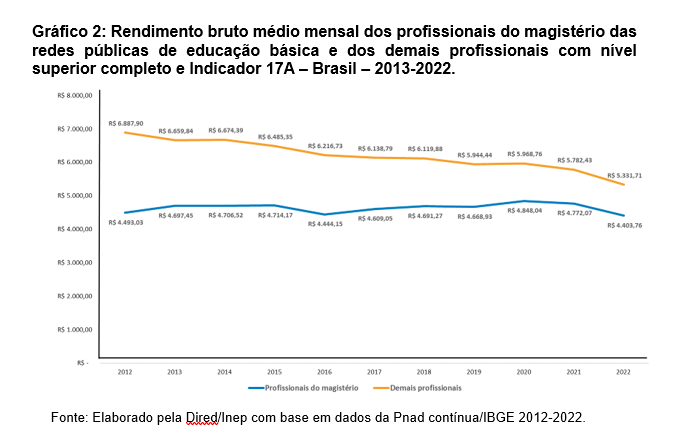 Gráfico 2: Rendimento bruto médio mensal dos profissionais do magistério das
redes públicas de educação básica e dos demais profissionais com nível
superior completo e Indicador 17A – Brasil – 2013-2022.
R$ 8.000,00
R$ 7.000,00
R$ 6.000,00
R$ 5.000,00
R$ 4.000,00
R$ 3.000,00
R$ 2.000,00
R$ 1.000,00
R$ -
R$ 6.887,90
R$ 6.659,84
R$ 6.674,39
R$ 6.485,35
R$ 6.216,73
R$ 6.138,79
R$ 6.119,88
R$ 5.944,44
R$ 5.968,76
R$ 5.782,43
R$ 5.331,71
R$ 4.493,03
R$ 4.697,45
R$ 4.706,52
R$ 4.714,17
R$ 4.444,15
R$ 4.609,05
R$ 4.691,27
R$ 4.668,93
R$ 4.848,04
R$ 4.772,07
R$ 4.403,76
2012 2013 2014 2015 2016 2017 2018 2019 2020 2021 2022
Profissionais do magistério Demais profissionais
Fonte: Elaborado pela Dired/Inep com base em dados da Pnad contínua/IBGE 2012-2022.